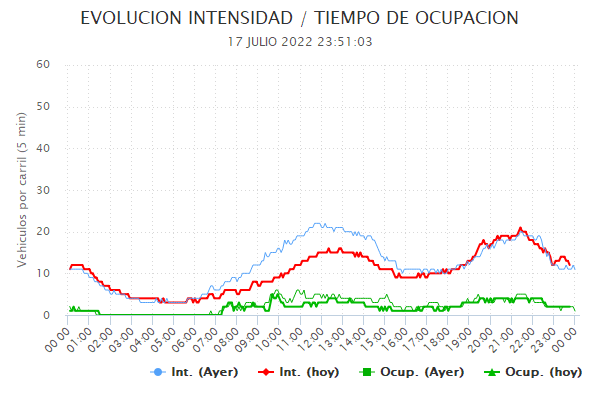 EVOLUCION INTENSIDAD / TIEMPO DE OCUPACION
17 JULIO 2022 23:51:03
Vehiculos por carril (5 min)
60
50
40
30
20
10
0
00:00 01:00 02:00 03:00 04:00 05:00 06:00 07:00 08:00 09:00 10:00 11:00 12:00 13:00 14:00 15:00 16:00 17:00 18:00 19:00 20:00 21:00 22:00 23:00 00:00
Int. (Ayer) Int. (hoy) Ocup. (Ayer) Ocup. (hoy)